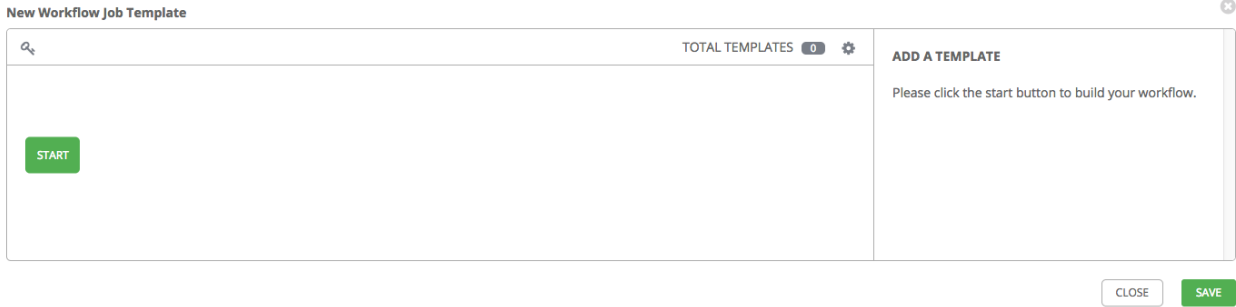 New Workflow Job Template
TOTAL TEMPLATES 0
ADD A TEMPLATE
Please click the start button to build your workflow.
START
CLOSE
SAVE